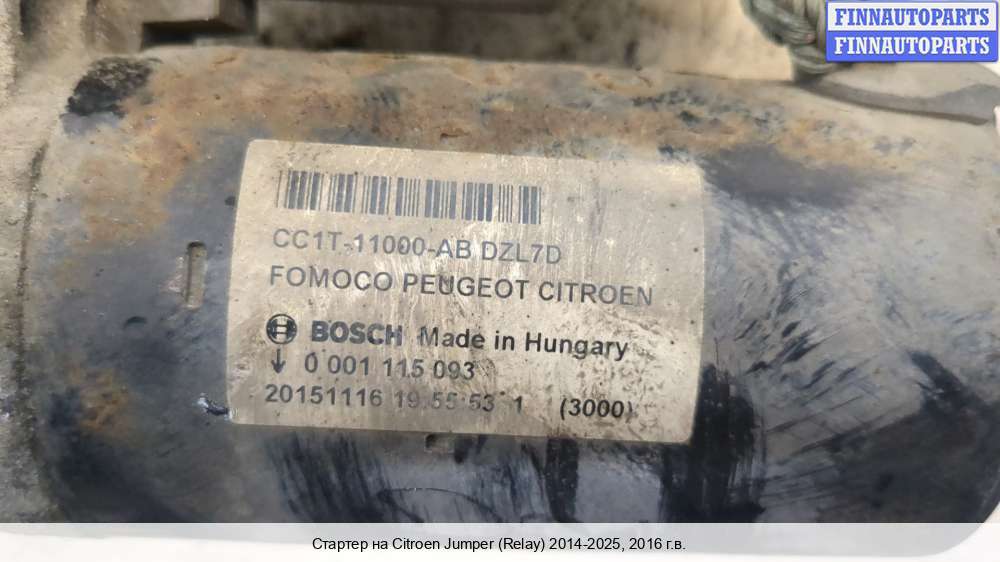 FINNAUTOPARTS
FINNAUTOPARTS
CC1T-11000-AB DZL7D
FOMOCO PEUGEOT CITROEN
BOSCH Made in Hungary
↓ 0 001 115 093
20151116 19:55:53 1 (3000)
Стартер на Citroen Jumper (Relay) 2014-2025, 2016 г.в.